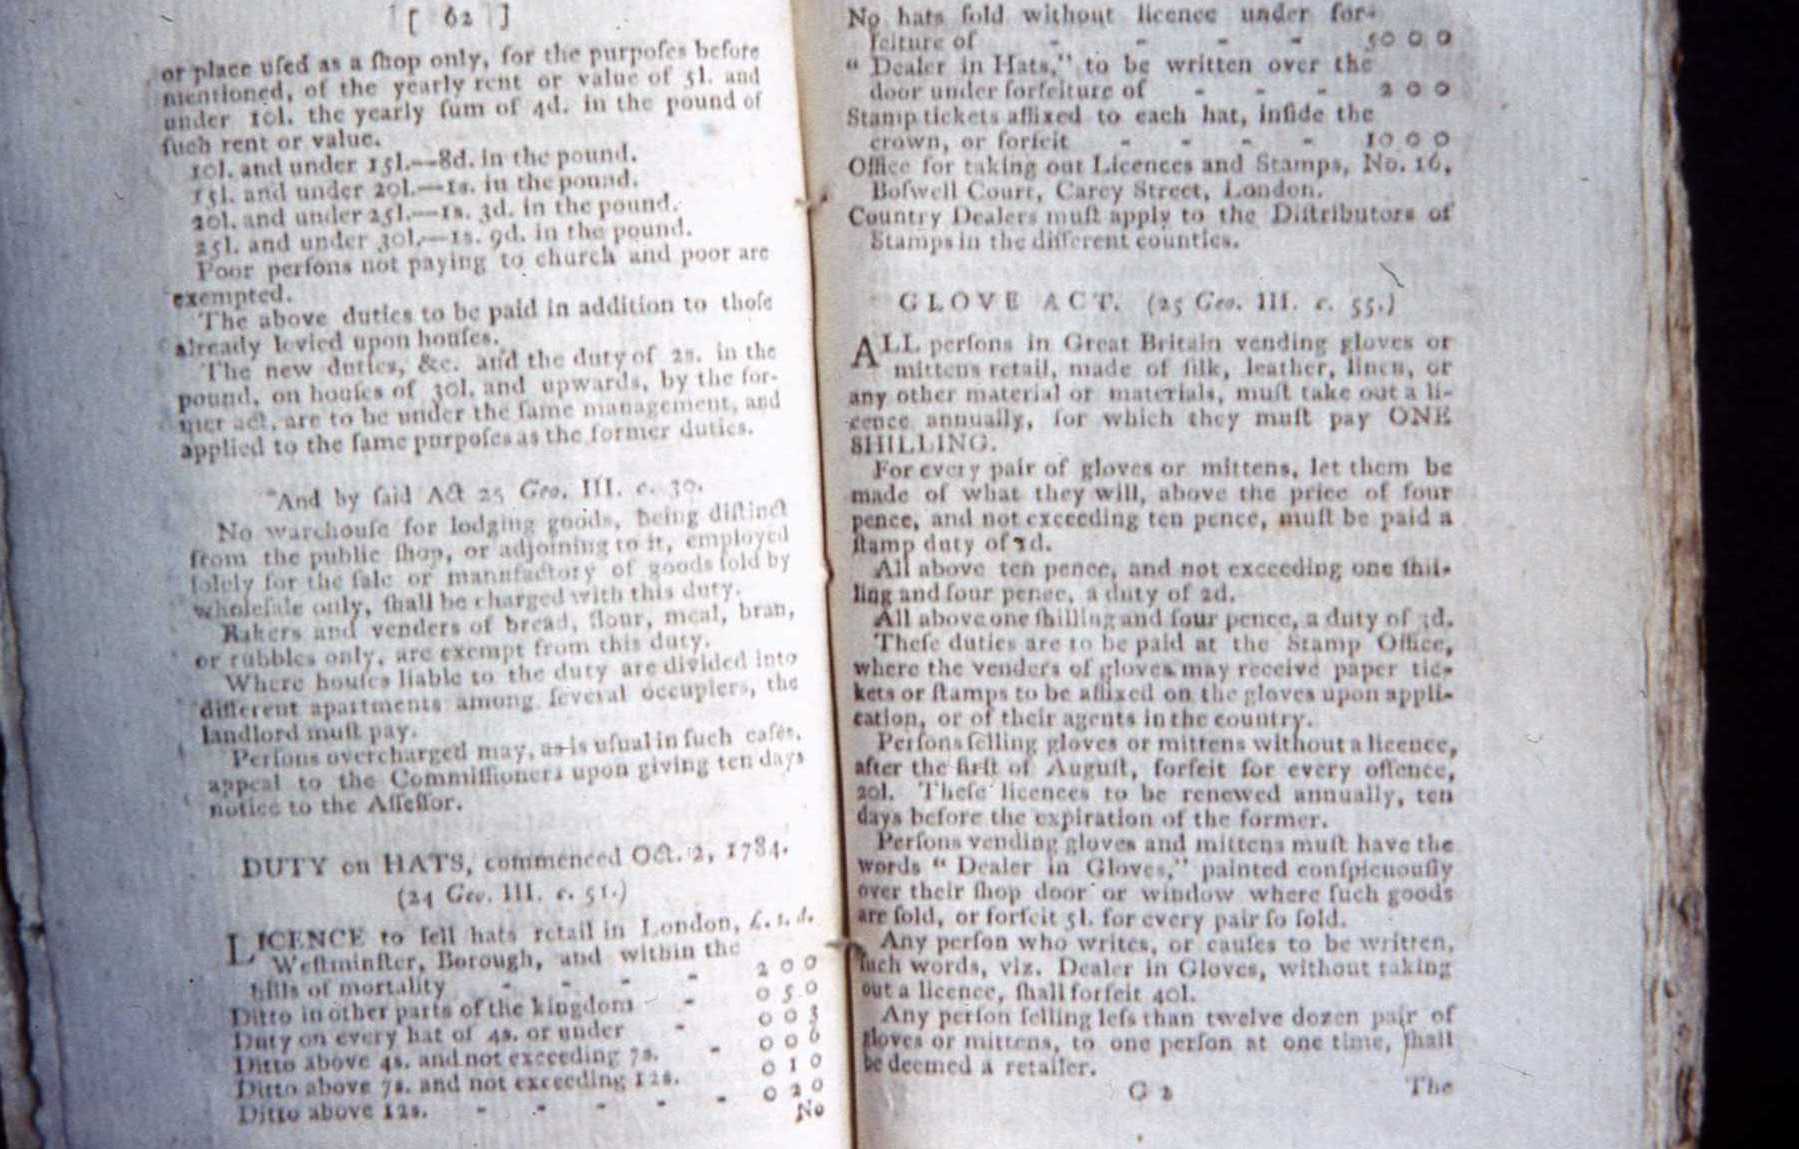 [ 62 ]
or place uſed as a ſhop only, for the purpoſes before
mentioned, of the yearly rent or value of 5l. and
under 10l. the yearly ſum of 4d. in the pound of
ſuch rent or value.
10l. and under 15l.—8d. in the pound.
15l. and under 20l.—1s. in the pound.
20l. and under 25l.—1s. 3d. in the pound.
25l. and under 30l.—1s. 9d. in the pound.
Poor perſons not paying to church and poor are
exempted.
The above duties to be paid in addition to thoſe
already levied upon houſes.
The new duties, &c. and the duty of 2s. in the
pound, on houſes of 30l. and upwards, by the for-
mer act, are to be under the ſame management, and
applied to the ſame purpoſes as the former duties.
And by ſaid Act 25 Geo. III. c. 30.
No warehouſe for lodging goods, being diſtinct
from the public ſhop, or adjoining to it, employed
ſolely for the ſale or manufactory of goods ſold by
wholeſale only, ſhall be charged with this duty.
Bakers and venders of bread, flour, meal, bran,
or rubbles only, are exempt from this duty.
Where houſes liable to the duty are divided into
different apartments among ſeveral occupiers, the
landlord muſt pay.
Perſons overcharged may, as is uſual in ſuch caſes,
appeal to the Commiſſioners upon giving ten days
notice to the Aſſeſſor.
DUTY on HATS, commenced Oct. 2, 1784.
(24 Geo. III. c. 51.)
LICENCE to ſell hats retail in London, £. s. d.
Weſtminſter, Borough, and within the
bills of mortality - - - - 2 0 0
Ditto in other parts of the kingdom - 0 5 0
Duty on every hat of 4s. or under - 0 0 3
Ditto above 4s. and not exceeding 7s. - 0 0 6
Ditto above 7s. and not exceeding 12s. 0 1 0
Ditto above 12s. - - - - - 0 2 0
No
No hats ſold without licence under for-
feiture of - - - - 50 0 0
“ Dealer in Hats,” to be written over the
door under forfeiture of - - - 2 0 0
Stamp tickets affixed to each hat, inſide the
crown, or forfeit - - - - 10 0 0
Office for taking out Licences and Stamps, No. 16,
Boſwell Court, Carey Street, London.
Country Dealers muſt apply to the Diſtributors of
Stamps in the different counties.
GLOVE ACT. (25 Geo. III. c. 55.)
ALL perſons in Great Britain vending gloves or
mittens retail, made of ſilk, leather, linen, or
any other material or materials, muſt take out a li-
cence annually, for which they muſt pay ONE
SHILLING.
For every pair of gloves or mittens, let them be
made of what they will, above the price of four
pence, and not exceeding ten pence, muſt be paid a
ſtamp duty of 1d.
All above ten pence, and not exceeding one ſhil-
ling and four pence, a duty of 2d.
All above one ſhilling and four pence, a duty of 3d.
Theſe duties are to be paid at the Stamp Office,
where the venders of gloves may receive paper tic-
kets or ſtamps to be affixed on the gloves upon appli-
cation, or of their agents in the country.
Perſons ſelling gloves or mittens without a licence,
after the firſt of Auguſt, forfeit for every offence,
20l. Theſe licences to be renewed annually, ten
days before the expiration of the former.
Perſons vending gloves and mittens muſt have the
words “ Dealer in Gloves,” painted conſpicuouſly
over their ſhop door or window where ſuch goods
are ſold, or forfeit 5l. for every pair ſo ſold.
Any perſon who writes, or cauſes to be written,
ſuch words, viz. Dealer in Gloves, without taking
out a licence, ſhall forfeit 40l.
Any perſon ſelling leſs than twelve dozen pair of
gloves or mittens, to one perſon at one time, ſhall
be deemed a retailer.
G 2 The